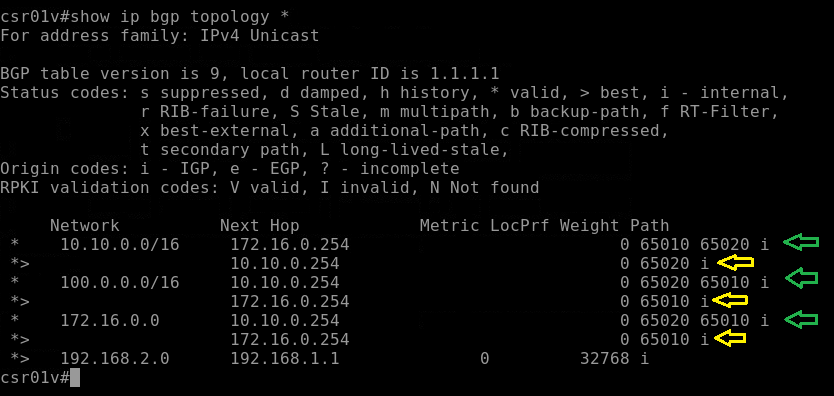 csr01v#show ip bgp topology *
For address family: IPv4 Unicast
BGP table version is 9, local router ID is 1.1.1.1
Status codes: s suppressed, d damped, h history, * valid, > best, i - internal,
r RIB-failure, S Stale, m multipath, b backup-path, f RT-Filter,
x best-external, a additional-path, c RIB-compressed,
t secondary path, L long-lived-stale,
Origin codes: i - IGP, e - EGP, ? - incomplete
RPKI validation codes: V valid, I invalid, N Not found
Network Next Hop Metric LocPrf Weight Path
* 10.10.0.0/16 172.16.0.254 0 65010 65020 i
*> 10.10.0.254 0 65020 i
* 100.0.0.0/16 10.10.0.254 0 65020 65010 i
*> 172.16.0.254 0 65010 i
* 172.16.0.0 10.10.0.254 0 65020 65010 i
*> 172.16.0.254 0 65010 i
*> 192.168.2.0 192.168.1.1 0 32768 i
csr01v#